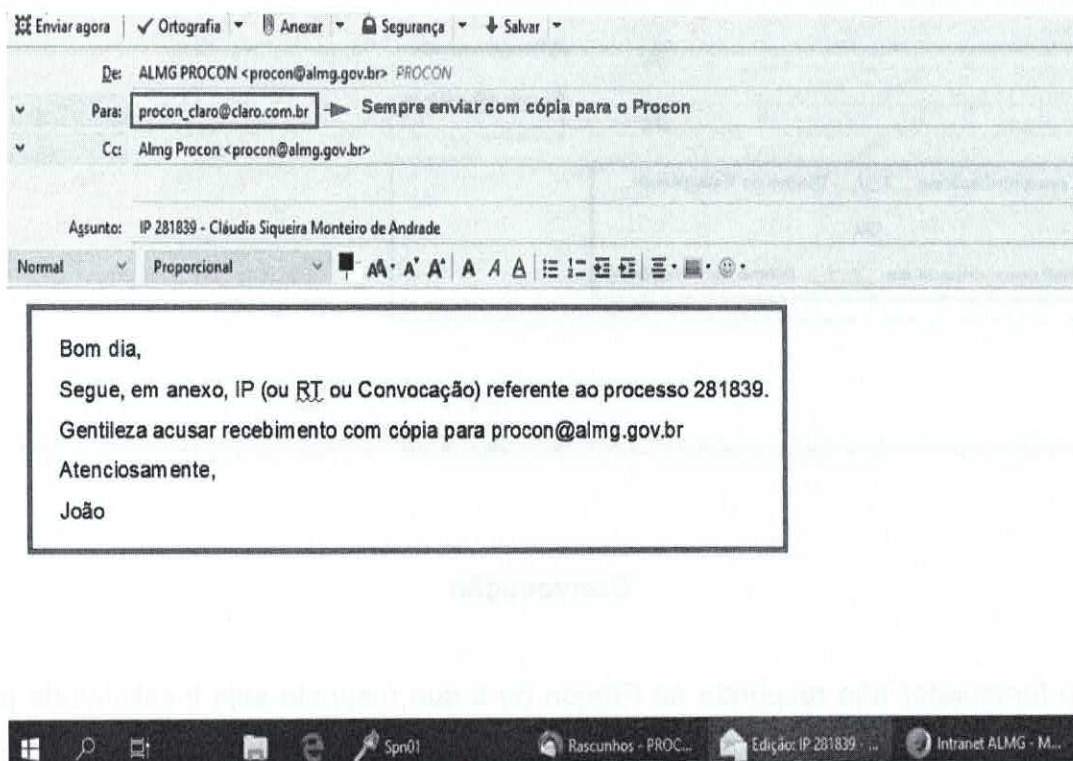 Enviar agora Ortografia Anexar Segurança Salvar
De: ALMG PROCON <procon@almg.gov.br> PROCON
Para: procon_claro@claro.com.br Sempre enviar com cópia para o Procon
Cc: Almg Procon <procon@almg.gov.br>
Assunto: IP 281839 - Cláudia Siqueira Monteiro de Andrade
Normal Proporcional
Bom dia,
Segue, em anexo, IP (ou RT ou Convocação) referente ao processo 281839.
Gentileza acusar recebimento com cópia para procon@almg.gov.br
Atenciosamente,
João
Convocação
Spn01 Rascunhos - PROC... Edição: IP 281839 - ... Intranet ALMG - M...